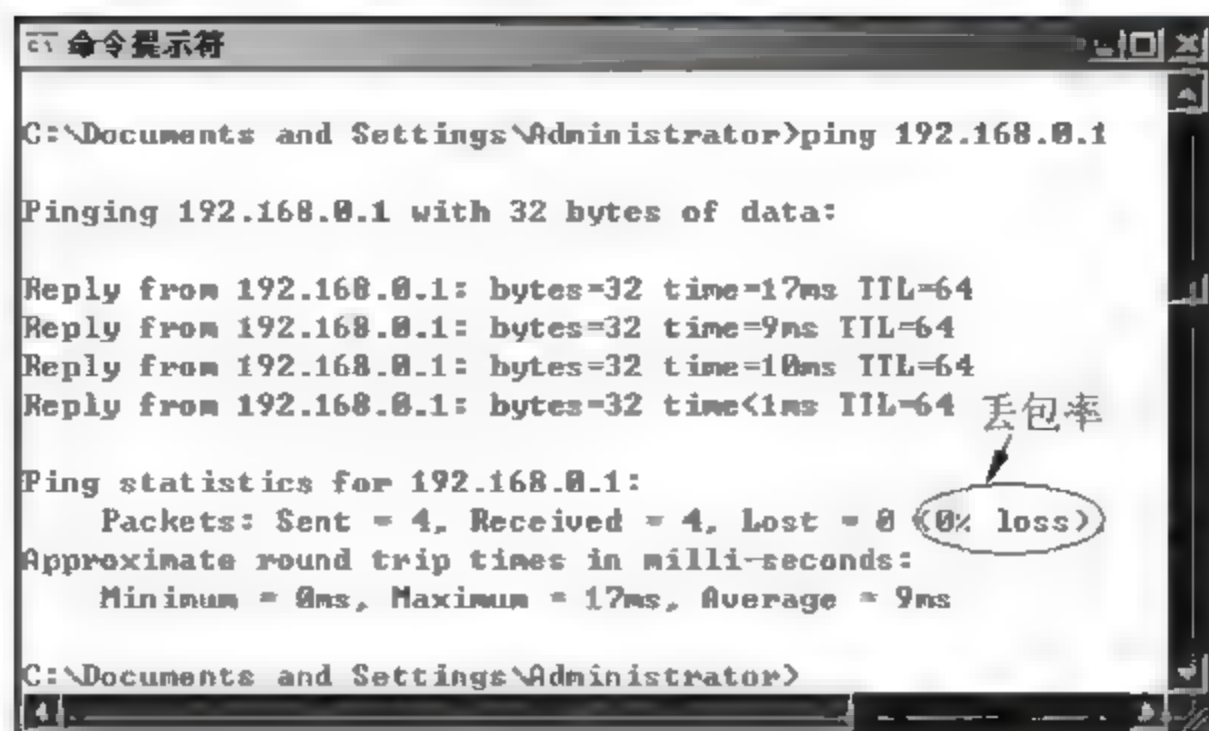 命令提示符
C:\Documents and Settings\Administrator>ping 192.168.0.1
Pinging 192.168.0.1 with 32 bytes of data:
Reply from 192.168.0.1: bytes=32 time=17ms TTL=64
Reply from 192.168.0.1: bytes=32 time=9ms TTL=64
Reply from 192.168.0.1: bytes=32 time=10ms TTL=64
Reply from 192.168.0.1: bytes=32 time<1ms TTL=64
丢包率
Ping statistics for 192.168.0.1:
Packets: Sent = 4, Received = 4, Lost = 0 (0% loss),
Approximate round trip times in milli-seconds:
Minimum = 0ms, Maximum = 17ms, Average = 9ms
C:\Documents and Settings\Administrator>